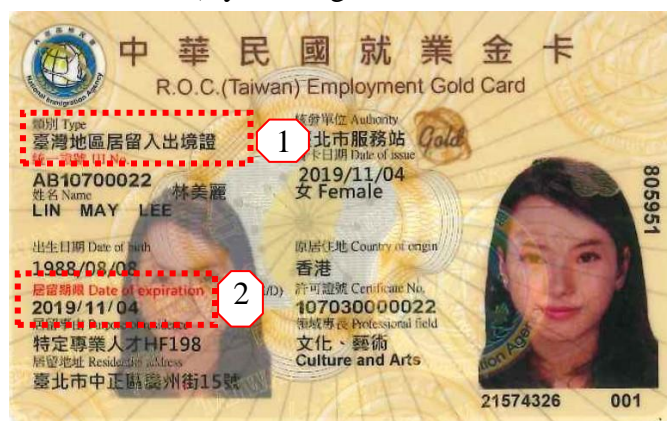 中華民國就業金卡
R.O.C.(Taiwan) Employment Gold Card
類別 Type
臺灣地區居留入出境證
1
Authority
北市服務站
Gold
統一證號 UI No.
日期 Date of issue
AB10700022
2019/11/04
姓名 Name
林美麗
女 Female
LIN MAY LEE
805951
出生日期 Date of birth
原居住地 Country of origin
1988/08/08
香港
居留期限 Date of expiration
2
/D)
許可證號 Certificate No.
2019/11/04
107030000022
領域專長 Professional field
特定專業人才HF198
文化、藝術
居留地址 Residential address
Culture and Arts
臺北市中正區廣州街15號
21574326
001
National Immigration Agency